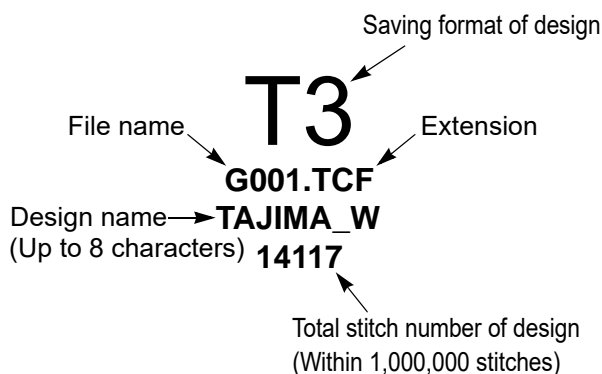 Saving format of design
T3
File name
Extension
G001.TCF
Design name
TAJIMA_W
(Up to 8 characters)
14117
Total stitch number of design
(Within 1,000,000 stitches)